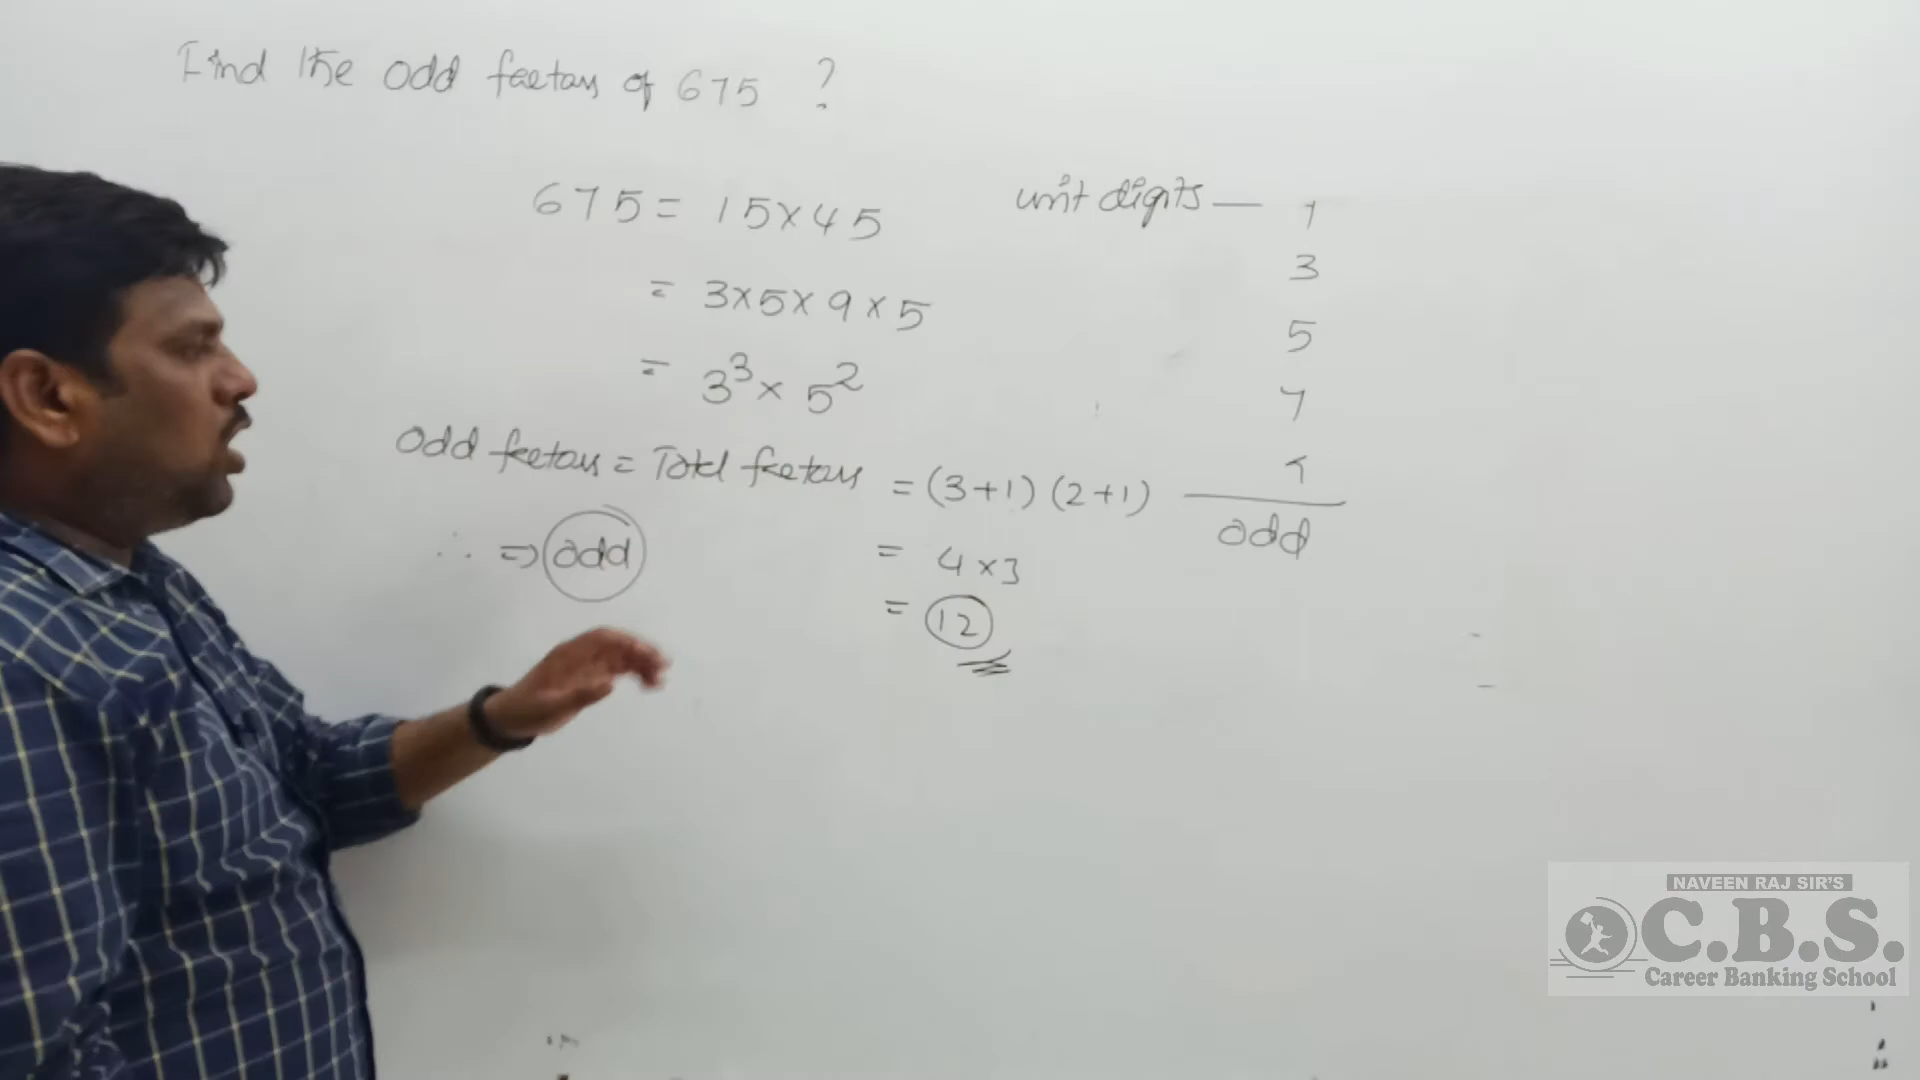 Find the odd factors of 675 ?
675 = 15×45
= 3×5×9×5
= 3³× 5²
Odd factors = Total factors = (3+1) (2+1)
∴ ⇒ odd
= 4×3
= 12
unit digits — 1
3
5
7
9
odd
NAVEEN RAJ SIR'S
C.B.S.
Career Banking School